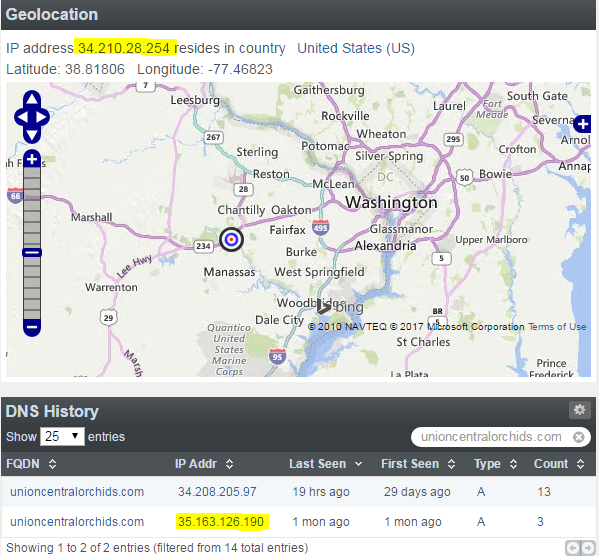 Geolocation
IP address 34.210.28.254 resides in country United States (US)
Latitude: 38.81806 Longitude: -77.46823
7
Gaithersburg
South Gate
Leesburg
Rockville
Laurel
Fort Meade
Severna
267
Wheaton
295
Arnol
Sterling
Potomac
Silver Spring
Crofton
66
Reston
McLean
DC
50
Bowie
Annap
28
Washington
Chantilly Oakton
Marshall
495
Glassmanor
234
Fairfax
Alexandria
Upper Marlboro
Lee Hwy
Burke
5
Manassas
West Springfield
Warrenton
Woodbridge
bing
29
Dale City
BR
5
© 2010 NAVTEQ © 2017 Microsoft Corporation Terms of Use
Quantico United States Marine Corps
St Charles
95
Marsh
La Plata
Prince Frederick
DNS History
Show 25 entries
unioncentralorchids.com
FQDN IP Addr Last Seen First Seen Type Count
unioncentralorchids.com 34.208.205.97 19 hrs ago 29 days ago A 13
unioncentralorchids.com 35.163.126.190 1 mon ago 1 mon ago A 3
Showing 1 to 2 of 2 entries (filtered from 14 total entries)